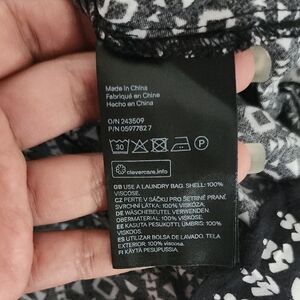 Made in China
Fabriqué en Chine
Hecho en China
O/N 243509
P/N 05977827
30
P
clevercare.info
GB USE A LAUNDRY BAG. SHELL: 100%
VISCOSE.
CZ PERTE V SÁČKU PRO ŠETRNÉ PRANÍ.
SVRCHNÍ LÁTKA: 100% VISKÓZA.
DE WÄSCHEBEUTEL VERWENDEN.
OBERMATERIAL: 100% VISKOSE.
EE KASUTA PESUKOTTI. ÜMBRIS: 100%
VISKOOS.
ES UTILIZAR BOLSA DE LAVADO. TELA
EXTERIOR: 100% viscosa.
FI KÄYTÄ PESUPUSSIA.